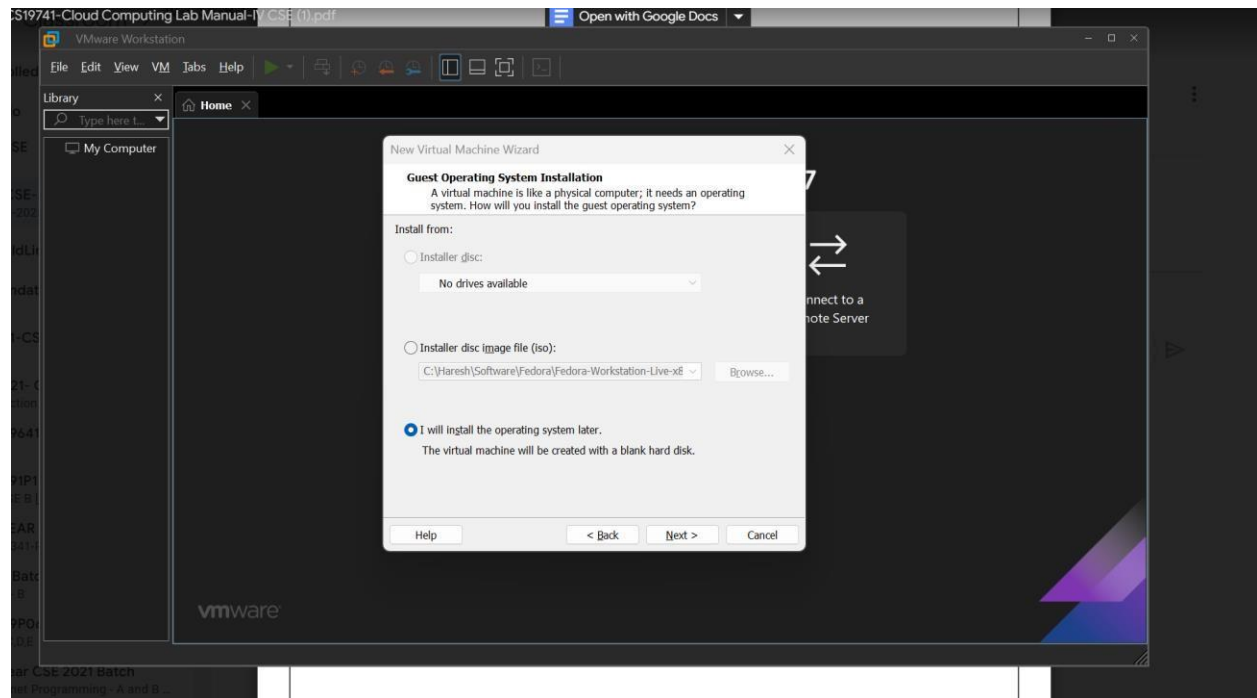 CS19741-Cloud Computing Lab Manual-IV CSE (1).pdf
Open with Google Docs
VMware Workstation
File Edit View VM Tabs Help
Library
Home
Type here t...
My Computer
New Virtual Machine Wizard
Guest Operating System Installation
A virtual machine is like a physical computer; it needs an operating
system. How will you install the guest operating system?
Install from:
Installer disc:
No drives available
Installer disc image file (iso):
C:\Haresh\Software\Fedora\Fedora-Workstation-Live-x8
Browse...
I will install the operating system later.
The virtual machine will be created with a blank hard disk.
Help
< Back
Next >
Cancel
7
nnect to a
note Server
vmware
CSE 2021 Batch
Programming - A and B ...